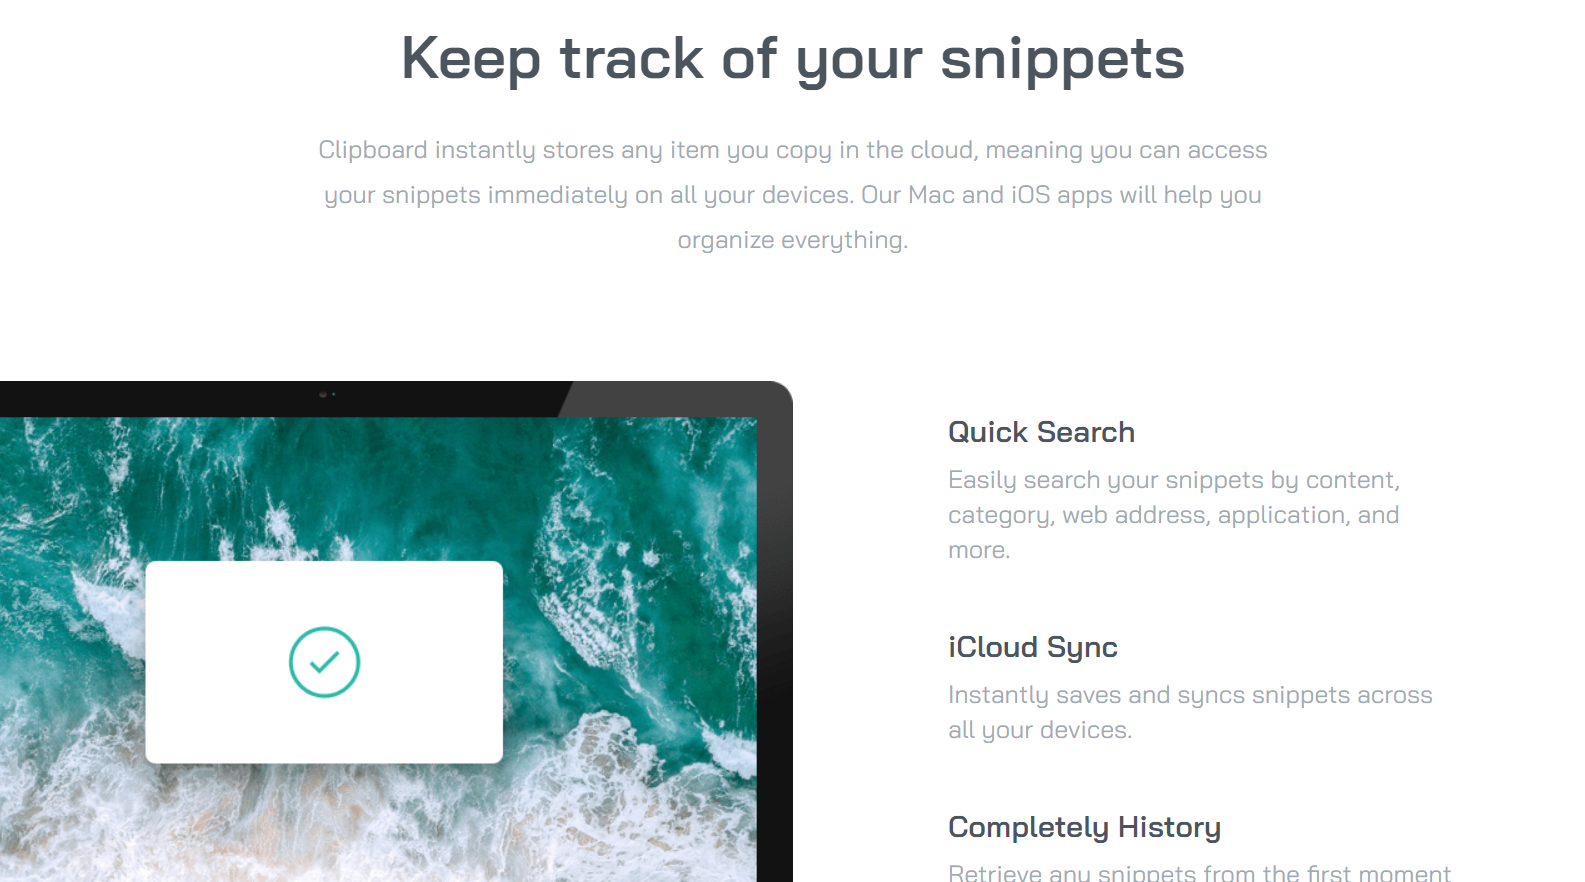 Keep track of your snippets
Clipboard instantly stores any item you copy in the cloud, meaning you can access
your snippets immediately on all your devices. Our Mac and iOS apps will help you
organize everything.
Quick Search
Easily search your snippets by content,
category, web address, application, and
more.
iCloud Sync
Instantly saves and syncs snippets across
all your devices.
Completely History
Retrieve any snippets from the first moment